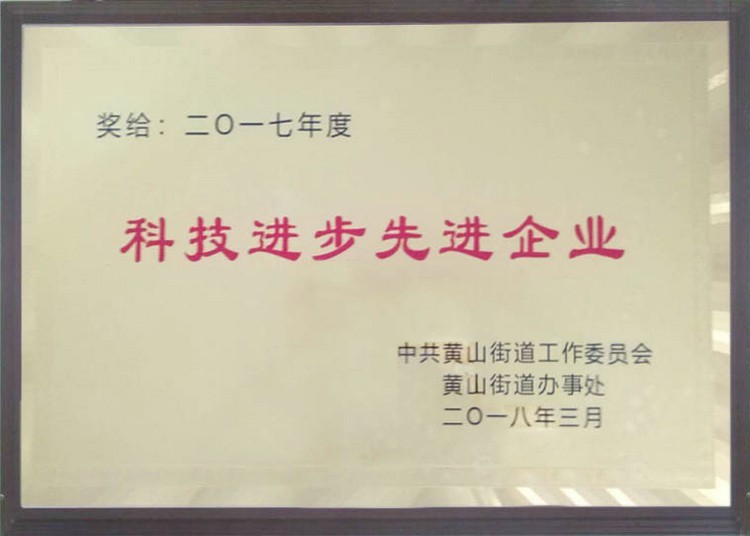 奖给：二〇一七年度
科技进步先进企业
中共黄山街道工作委员会
黄山街道办事处
二〇一八年三月